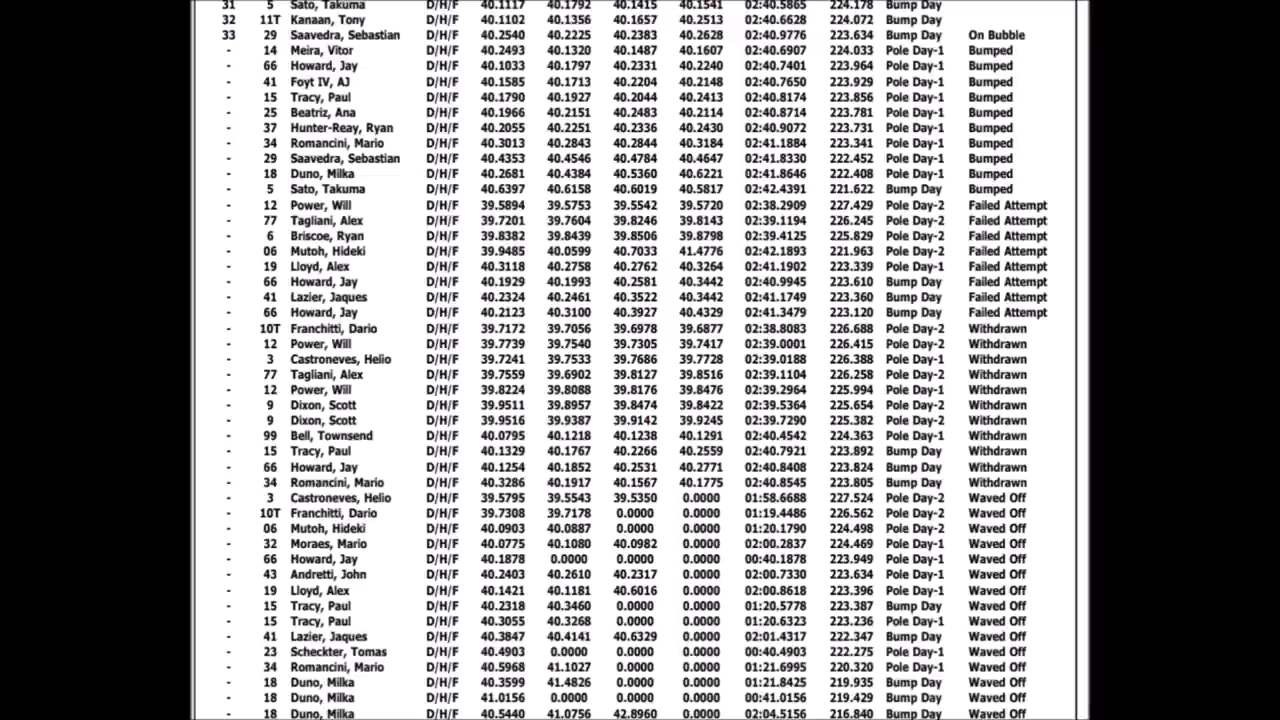 31 5 Sato, Takuma D/H/F 40.1117 40.1792 40.1415 40.1541 02:40.5865 224.178 Bump Day
32 11T Kanaan, Tony D/H/F 40.1102 40.1356 40.1657 40.2513 02:40.6628 224.072 Bump Day
33 29 Saavedra, Sebastian D/H/F 40.2540 40.2225 40.2383 40.2628 02:40.9776 223.634 Bump Day On Bubble
- 14 Meira, Vitor D/H/F 40.2493 40.1320 40.1487 40.1607 02:40.6907 224.033 Pole Day-1 Bumped
- 66 Howard, Jay D/H/F 40.1033 40.1797 40.2331 40.2240 02:40.7401 223.964 Pole Day-1 Bumped
- 41 Foyt IV, AJ D/H/F 40.1585 40.1713 40.2204 40.2148 02:40.7650 223.929 Pole Day-1 Bumped
- 15 Tracy, Paul D/H/F 40.1790 40.1927 40.2044 40.2413 02:40.8174 223.856 Pole Day-1 Bumped
- 25 Beatriz, Ana D/H/F 40.1966 40.2151 40.2483 40.2114 02:40.8714 223.781 Pole Day-1 Bumped
- 37 Hunter-Reay, Ryan D/H/F 40.2055 40.2251 40.2336 40.2430 02:40.9072 223.731 Pole Day-1 Bumped
- 34 Romancini, Mario D/H/F 40.3013 40.2843 40.2844 40.3184 02:41.1884 223.341 Pole Day-1 Bumped
- 29 Saavedra, Sebastian D/H/F 40.4353 40.4546 40.4784 40.4647 02:41.8330 222.452 Pole Day-1 Bumped
- 18 Duno, Milka D/H/F 40.2681 40.4384 40.5360 40.6221 02:41.8646 222.408 Pole Day-1 Bumped
- 5 Sato, Takuma D/H/F 40.6397 40.6158 40.6019 40.5817 02:42.4391 221.622 Bump Day Bumped
- 12 Power, Will D/H/F 39.5894 39.5753 39.5542 39.5720 02:38.2909 227.429 Pole Day-2 Failed Attempt
- 77 Tagliani, Alex D/H/F 39.7201 39.7604 39.8246 39.8143 02:39.1194 226.245 Pole Day-2 Failed Attempt
- 6 Briscoe, Ryan D/H/F 39.8382 39.8439 39.8506 39.8798 02:39.4125 225.829 Pole Day-2 Failed Attempt
- 06 Mutoh, Hideki D/H/F 39.9485 40.0599 40.7033 41.4776 02:42.1893 221.963 Pole Day-2 Failed Attempt
- 19 Lloyd, Alex D/H/F 40.3118 40.2758 40.2762 40.3264 02:41.1902 223.339 Pole Day-1 Failed Attempt
- 66 Howard, Jay D/H/F 40.1929 40.1993 40.2581 40.3442 02:40.9945 223.610 Bump Day Failed Attempt
- 41 Lazier, Jaques D/H/F 40.2324 40.2461 40.3522 40.3442 02:41.1749 223.360 Bump Day Failed Attempt
- 66 Howard, Jay D/H/F 40.2123 40.3100 40.3927 40.4329 02:41.3479 223.120 Bump Day Failed Attempt
- 10T Franchitti, Dario D/H/F 39.7172 39.7056 39.6978 39.6877 02:38.8083 226.688 Pole Day-2 Withdrawn
- 12 Power, Will D/H/F 39.7739 39.7540 39.7305 39.7417 02:39.0001 226.415 Pole Day-2 Withdrawn
- 3 Castroneves, Helio D/H/F 39.7241 39.7533 39.7686 39.7728 02:39.0188 226.388 Pole Day-1 Withdrawn
- 77 Tagliani, Alex D/H/F 39.7559 39.6902 39.8127 39.8516 02:39.1104 226.258 Pole Day-2 Withdrawn
- 12 Power, Will D/H/F 39.8224 39.8088 39.8176 39.8476 02:39.2964 225.994 Pole Day-1 Withdrawn
- 9 Dixon, Scott D/H/F 39.9511 39.8957 39.8474 39.8422 02:39.5364 225.654 Pole Day-2 Withdrawn
- 9 Dixon, Scott D/H/F 39.9516 39.9387 39.9142 39.9245 02:39.7290 225.382 Pole Day-2 Withdrawn
- 99 Bell, Townsend D/H/F 40.0795 40.1218 40.1238 40.1291 02:40.4542 224.363 Pole Day-1 Withdrawn
- 15 Tracy, Paul D/H/F 40.1329 40.1767 40.2266 40.2559 02:40.7921 223.892 Bump Day Withdrawn
- 66 Howard, Jay D/H/F 40.1254 40.1852 40.2531 40.2771 02:40.8408 223.824 Bump Day Withdrawn
- 34 Romancini, Mario D/H/F 40.3286 40.1917 40.1567 40.1775 02:40.8545 223.805 Bump Day Withdrawn
- 3 Castroneves, Helio D/H/F 39.5795 39.5543 39.5350 0.0000 01:58.6688 227.524 Pole Day-2 Waved Off
- 10T Franchitti, Dario D/H/F 39.7308 39.7178 0.0000 0.0000 01:19.4486 226.562 Pole Day-2 Waved Off
- 06 Mutoh, Hideki D/H/F 40.0903 40.0887 0.0000 0.0000 01:20.1790 224.498 Pole Day-2 Waved Off
- 32 Moraes, Mario D/H/F 40.0775 40.1080 40.0982 0.0000 02:00.2837 224.469 Pole Day-1 Waved Off
- 66 Howard, Jay D/H/F 40.1878 0.0000 0.0000 0.0000 00:40.1878 223.949 Pole Day-1 Waved Off
- 43 Andretti, John D/H/F 40.2403 40.2610 40.2317 0.0000 02:00.7330 223.634 Pole Day-1 Waved Off
- 19 Lloyd, Alex D/H/F 40.1421 40.1181 40.6016 0.0000 02:00.8618 223.396 Pole Day-1 Waved Off
- 15 Tracy, Paul D/H/F 40.2318 40.3460 0.0000 0.0000 01:20.5778 223.387 Bump Day Waved Off
- 15 Tracy, Paul D/H/F 40.3055 40.3268 0.0000 0.0000 01:20.6323 223.236 Pole Day-1 Waved Off
- 41 Lazier, Jaques D/H/F 40.3847 40.4141 40.6329 0.0000 02:01.4317 222.347 Bump Day Waved Off
- 23 Scheckter, Tomas D/H/F 40.4903 0.0000 0.0000 0.0000 00:40.4903 222.275 Pole Day-1 Waved Off
- 34 Romancini, Mario D/H/F 40.5968 41.1027 0.0000 0.0000 01:21.6995 220.320 Pole Day-1 Waved Off
- 18 Duno, Milka D/H/F 40.3599 41.4826 0.0000 0.0000 01:21.8425 219.935 Bump Day Waved Off
- 18 Duno, Milka D/H/F 41.0156 0.0000 0.0000 0.0000 00:41.0156 219.429 Bump Day Waved Off
- 18 Duno, Milka D/H/F 40.5440 41.0756 42.8960 0.0000 02:04.5156 216.840 Bump Day Waved Off